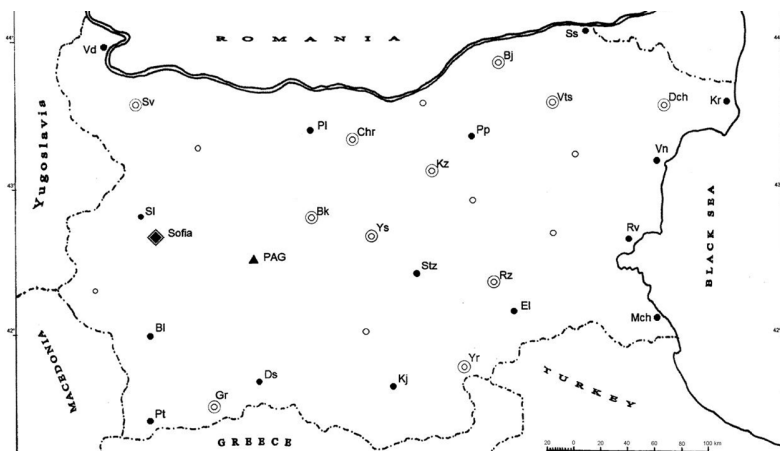 R O M A N I A
Ss
44
44
Vd
Bj
Sv
Vts
Dch
Kr
Pl
Chr
Pp
Vn
Kz
43
43
Yugoslavis
Sl
Bk
Sofia
Ys
Rv
PAG
Stz
Rz
El
BLACK SEA
Mch
Bl
42
42
MACEDONIA
Ds
Kj
Yr
Gr
Pt
TURKEY
GREECE
-20 0 20 40 60 80 100 km